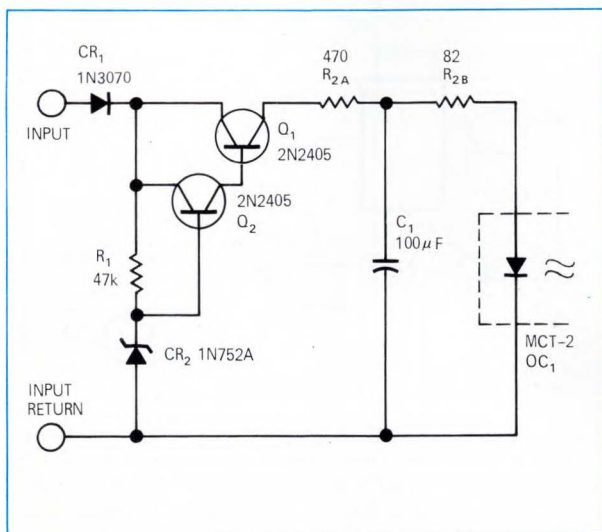 CR1
1N3070
INPUT
Q1
2N2405
470
R2A
82
R2B
2N2405
Q2
R1
47k
C1
100µF
CR2 1N752A
MCT-2
OC1
INPUT
RETURN